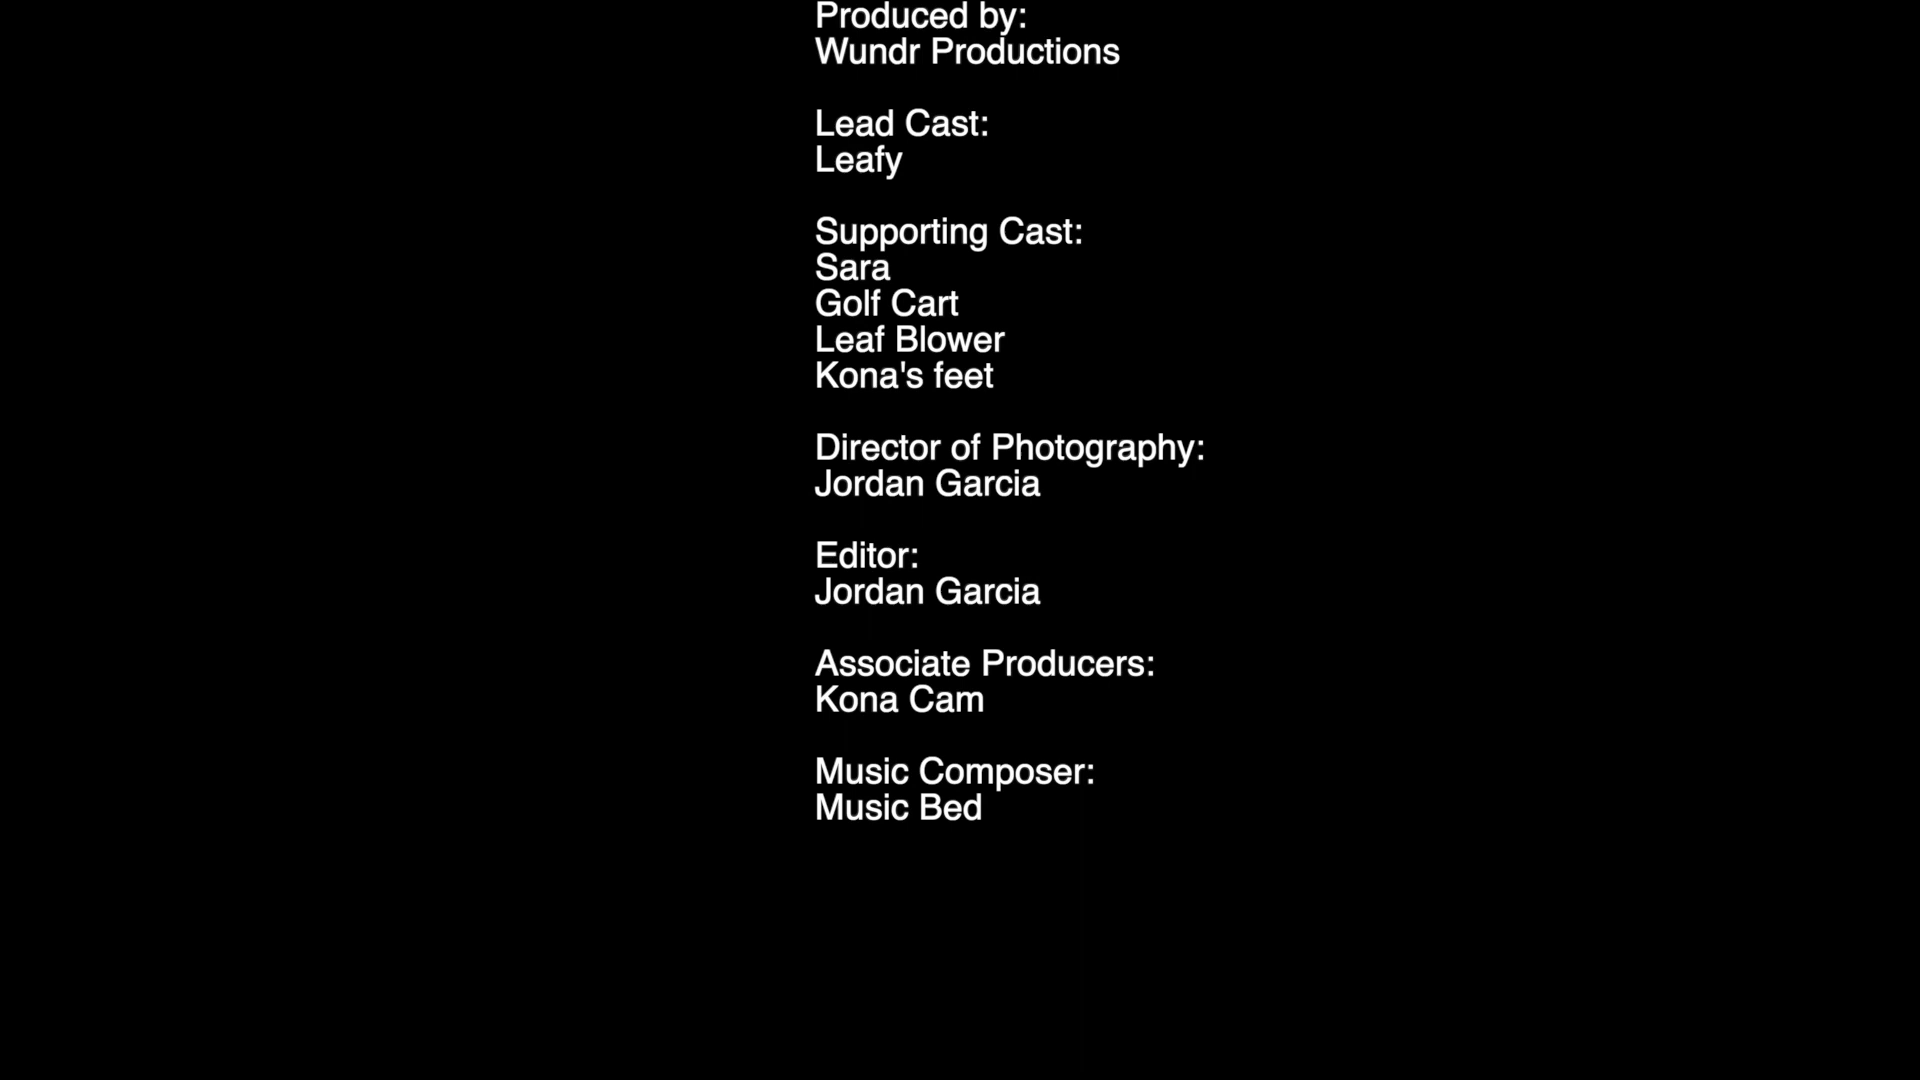 Produced by:
Wundr Productions
Lead Cast:
Leafy
Supporting Cast:
Sara
Golf Cart
Leaf Blower
Kona's feet
Director of Photography:
Jordan Garcia
Editor:
Jordan Garcia
Associate Producers:
Kona Cam
Music Composer:
Music Bed